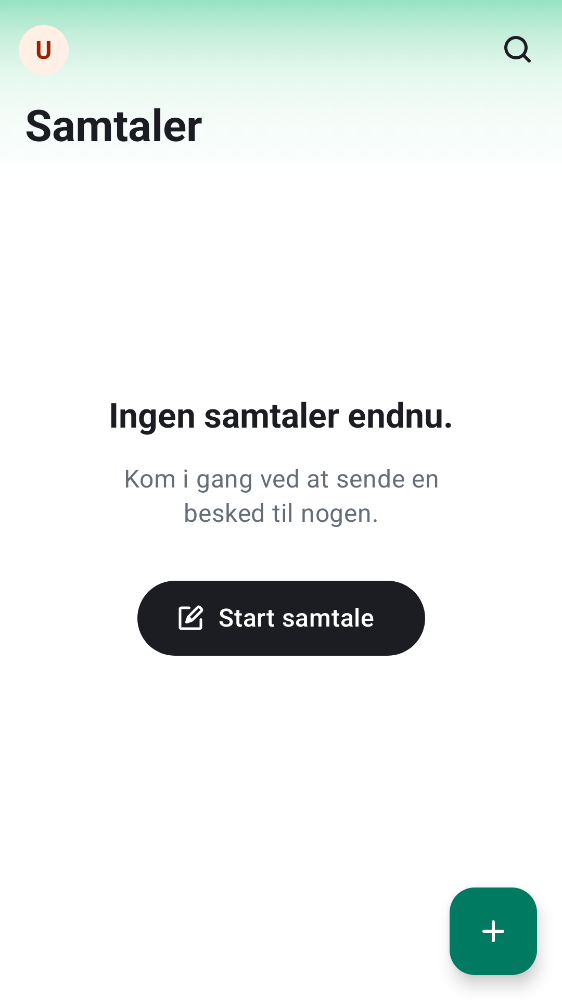 U
Samtaler
Ingen samtaler endnu.
Kom i gang ved at sende en
besked til nogen.
Start samtale